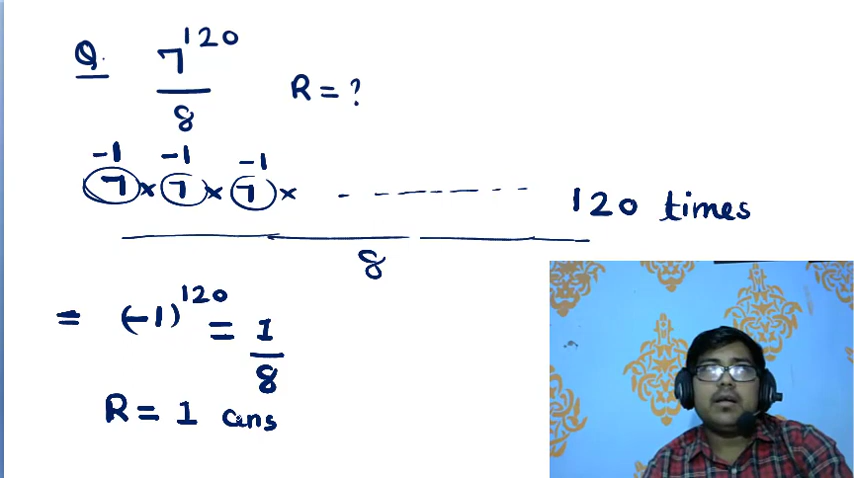 Q. 7^120 / 8 R = ?
-1 -1 -1
7 × 7 × 7 × - - - - - - - 120 times
8
= (-1)^120 = 1/8
R = 1 ans